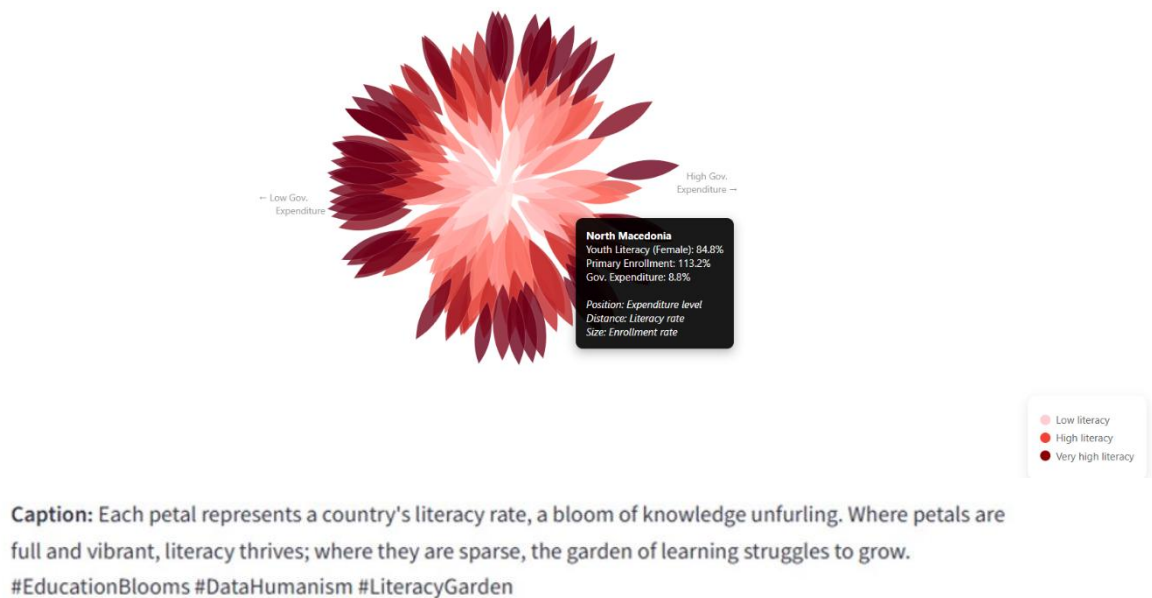 ← Low Gov.
Expenditure
High Gov.
Expenditure →
North Macedonia
Youth Literacy (Female): 84.8%
Primary Enrollment: 113.2%
Gov. Expenditure: 8.8%
Position: Expenditure level
Distance: Literacy rate
Size: Enrollment rate
Low literacy
High literacy
Very high literacy
Caption: Each petal represents a country's literacy rate, a bloom of knowledge unfurling. Where petals are
full and vibrant, literacy thrives; where they are sparse, the garden of learning struggles to grow.
#EducationBlooms #DataHumanism #LiteracyGarden